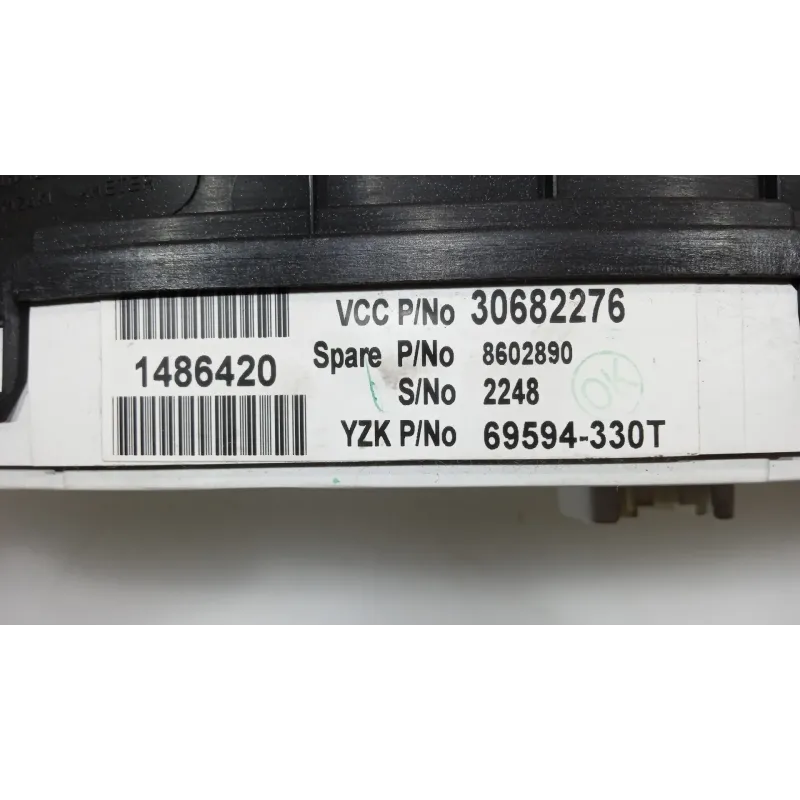 1486420
VCC P/No 30682276
Spare P/No 8602890
S/No 2248
YZK P/No 69594-330T
OK